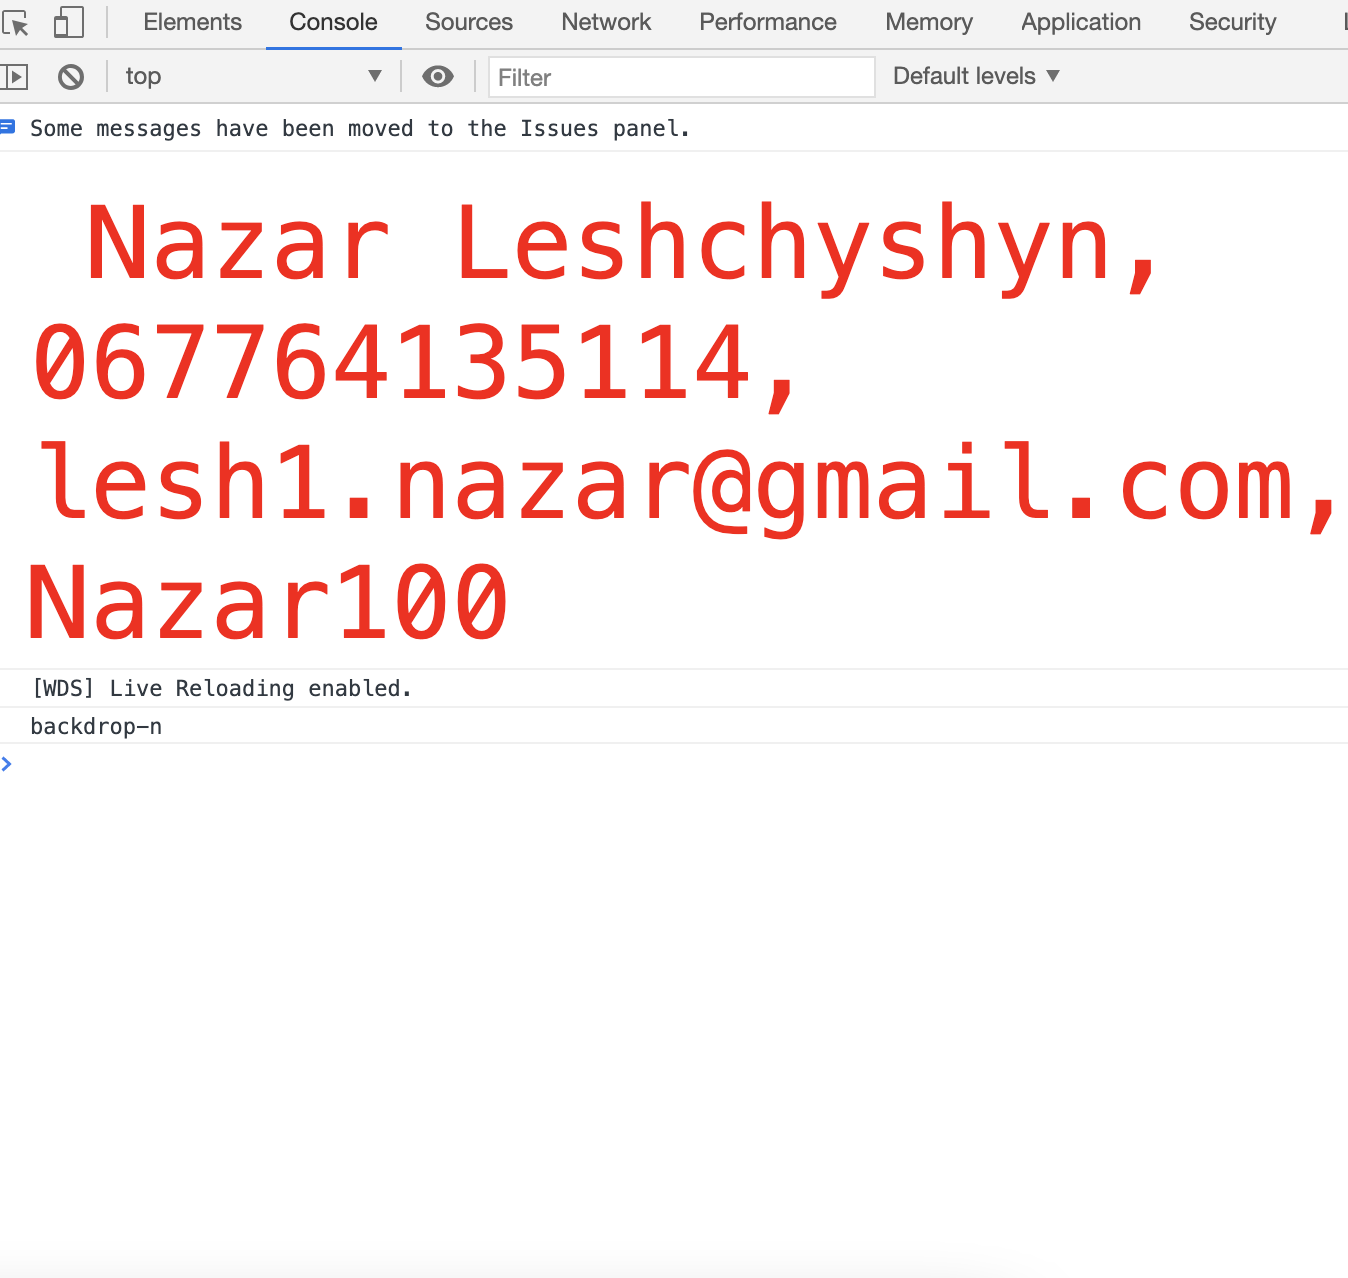 Elements Console Sources Network Performance Memory Application Security
top Filter Default levels
Some messages have been moved to the Issues panel.
Nazar Leshchyshyn,
067764135114,
lesh1.nazar@gmail.com,
Nazar100
[WDS] Live Reloading enabled.
backdrop-n